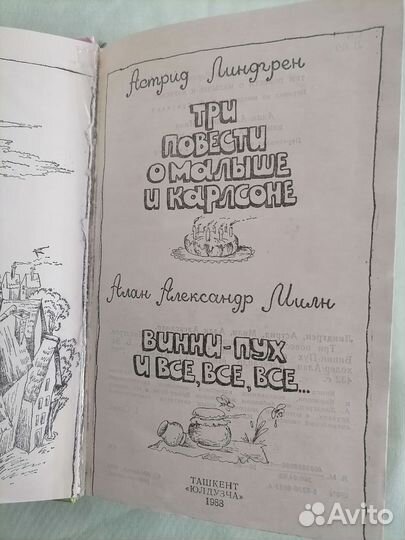 Астрид Линдгрен
ТРИ
ПОВЕСТИ
О МАЛЫШЕ
И КАРЛСОНЕ
Алан Александр Милн
ВИННИ-ПУХ
И ВСЕ, ВСЕ, ВСЕ...
ТАШКЕНТ
«ЮЛДУЗЧА»
1988
Avito